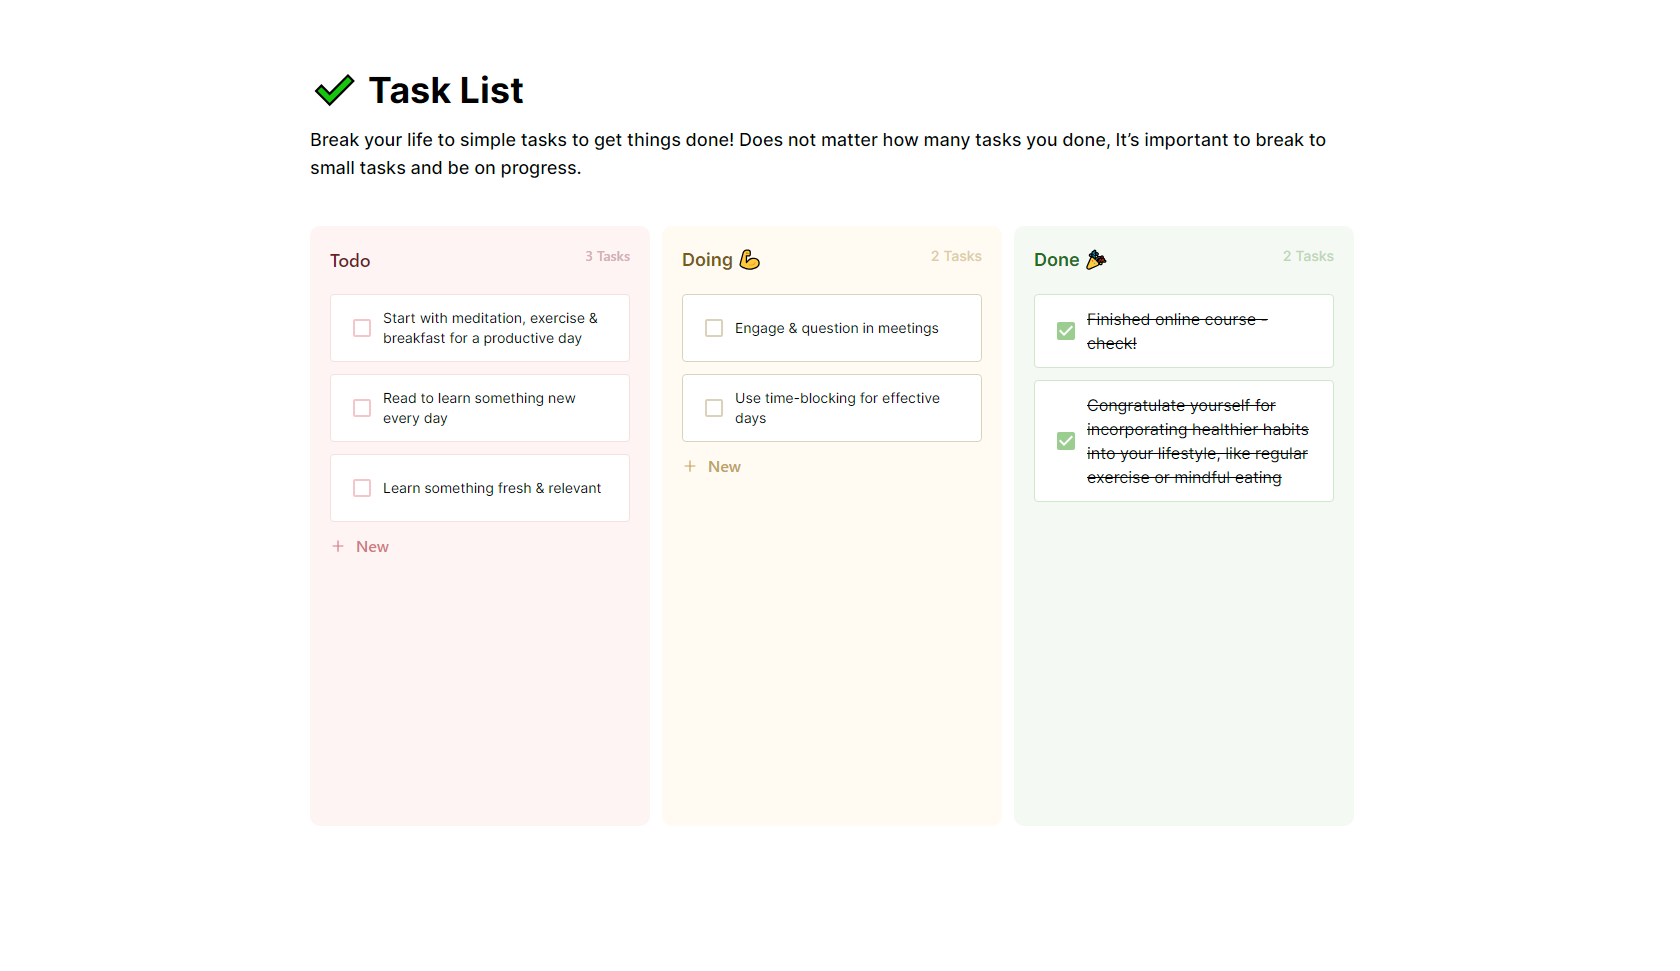 Task List
Break your life to simple tasks to get things done! Does not matter how many tasks you done, It’s important to break to
small tasks and be on progress.
Todo
3 Tasks
Start with meditation, exercise &
breakfast for a productive day
Read to learn something new
every day
Learn something fresh & relevant
+ New
Doing 💪
2 Tasks
Engage & question in meetings
Use time-blocking for effective
days
+ New
Done 🎉
2 Tasks
Finished online course -
check!
Congratulate yourself for
incorporating healthier habits
into your lifestyle, like regular
exercise or mindful eating